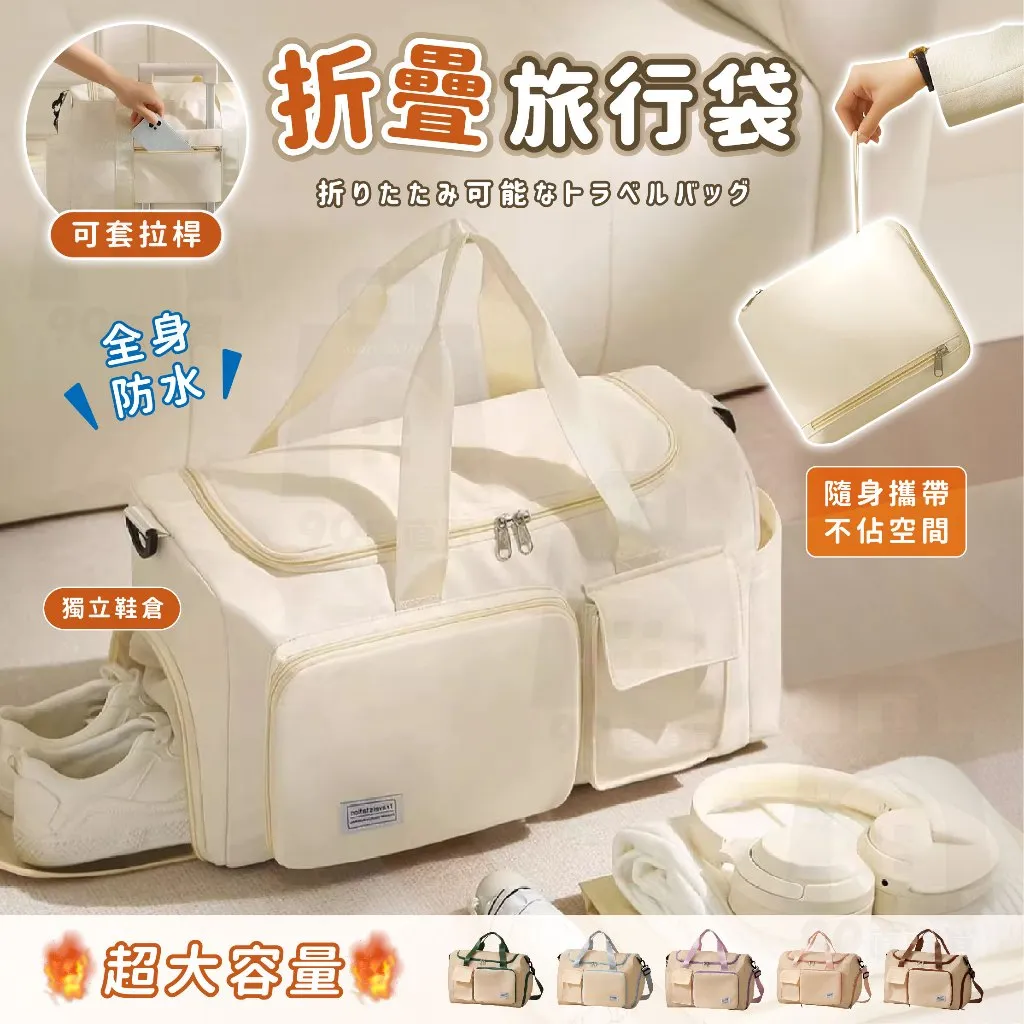 折疊旅行袋
折りたたみ可能なトラベルバッグ
可套拉桿
全身
防水
隨身攜帶
不佔空間
獨立鞋倉
超大容量